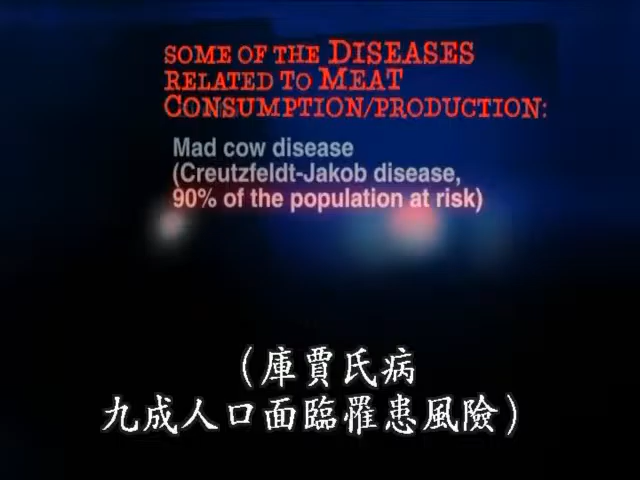 SOME OF THE DISEASES
RELATED TO MEAT
CONSUMPTION/PRODUCTION:
Mad cow disease
(Creutzfeldt-Jakob disease,
90% of the population at risk)
（庫賈氏病
九成人口面臨罹患風險）